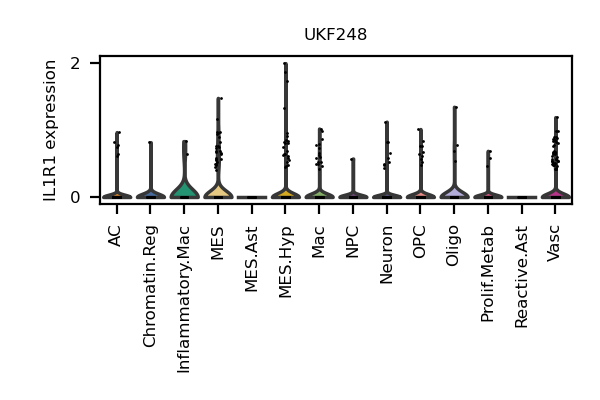 UKF248
IL1R1 expression
2
0
AC
Chromatin.Reg
Inflammatory.Mac
MES
MES.Ast
MES.Hyp
Mac
NPC
Neuron
OPC
Oligo
Prolif.Metab
Reactive.Ast
Vasc